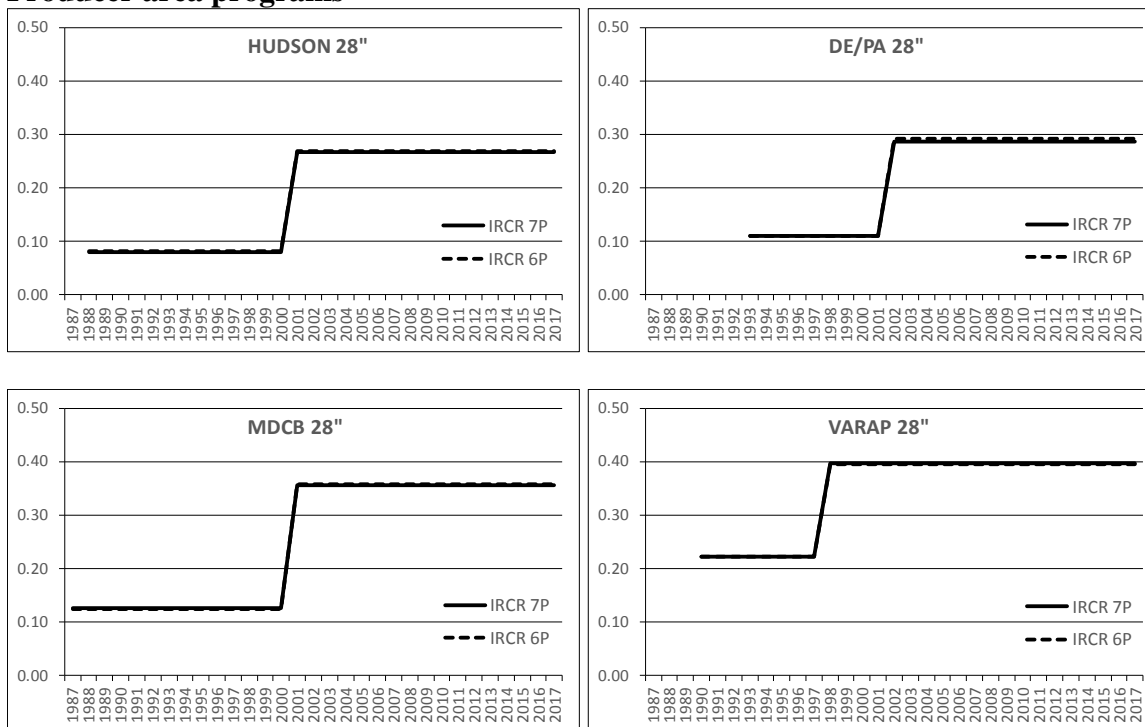 Producer area programs
HUDSON 28"
0.50
0.40
0.30
0.20
0.10
0.00
IRCR 7P
IRCR 6P
1987 1988 1989 1990 1991 1992 1993 1994 1995 1996 1997 1998 1999 2000 2001 2002 2003 2004 2005 2006 2007 2008 2009 2010 2011 2012 2013 2014 2015 2016 2017
DE/PA 28"
0.50
0.40
0.30
0.20
0.10
0.00
IRCR 7P
IRCR 6P
1987 1988 1989 1990 1991 1992 1993 1994 1995 1996 1997 1998 1999 2000 2001 2002 2003 2004 2005 2006 2007 2008 2009 2010 2011 2012 2013 2014 2015 2016 2017
MDCB 28"
0.50
0.40
0.30
0.20
0.10
0.00
IRCR 7P
IRCR 6P
1987 1988 1989 1990 1991 1992 1993 1994 1995 1996 1997 1998 1999 2000 2001 2002 2003 2004 2005 2006 2007 2008 2009 2010 2011 2012 2013 2014 2015 2016 2017
VARAP 28"
0.50
0.40
0.30
0.20
0.10
0.00
IRCR 7P
IRCR 6P
1987 1988 1989 1990 1991 1992 1993 1994 1995 1996 1997 1998 1999 2000 2001 2002 2003 2004 2005 2006 2007 2008 2009 2010 2011 2012 2013 2014 2015 2016 2017